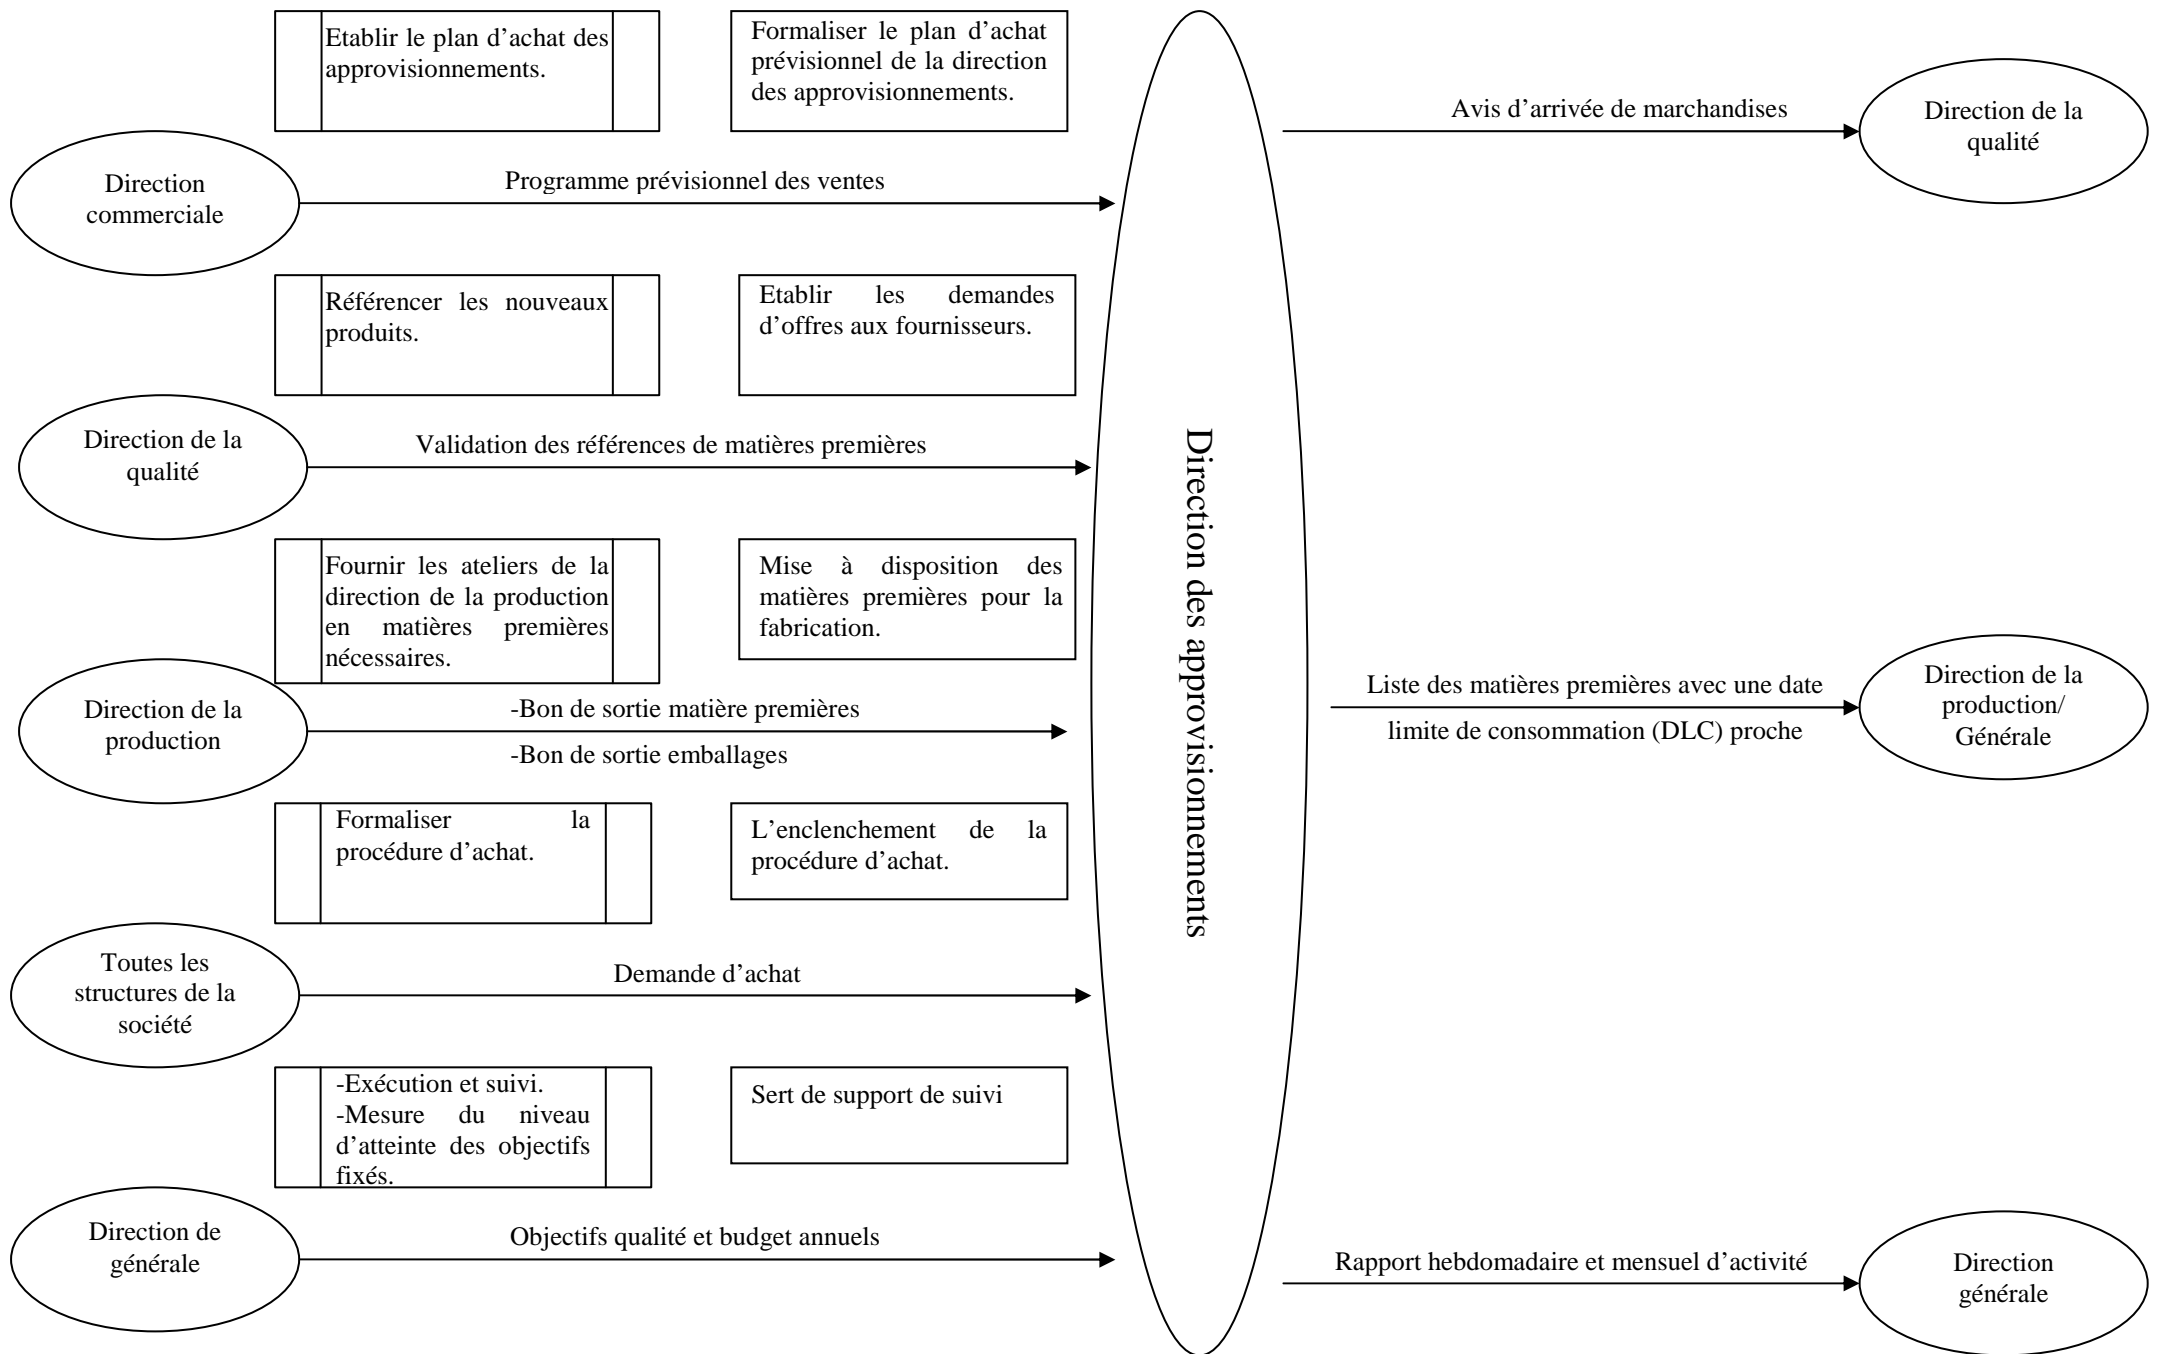 Etablir le plan d’achat des
approvisionnements.
Formaliser le plan d’achat
prévisionnel de la direction
des approvisionnements.
Avis d’arrivée de marchandises
Direction de la
qualité
Direction
commerciale
Programme prévisionnel des ventes
Référencer les nouveaux
produits.
Etablir les demandes
d’offres aux fournisseurs.
Direction de la
qualité
Validation des références de matières premières
Direction des approvisionnements
Fournir les ateliers de la
direction de la production
en matières premières
nécessaires.
Mise à disposition des
matières premières pour la
fabrication.
Direction de la
production
-Bon de sortie matière premières
-Bon de sortie emballages
Liste des matières premières avec une date
limite de consommation (DLC) proche
Direction de la
production/
Générale
Formaliser la
procédure d’achat.
L’enclenchement de la
procédure d’achat.
Toutes les
structures de la
société
Demande d’achat
-Exécution et suivi.
-Mesure du niveau
d’atteinte des objectifs
fixés.
Sert de support de suivi
Direction de
générale
Objectifs qualité et budget annuels
Rapport hebdomadaire et mensuel d’activité
Direction
générale